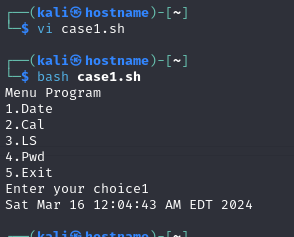 ┌──(kali㉿hostname)-[~]
└─$ vi case1.sh
┌──(kali㉿hostname)-[~]
└─$ bash case1.sh
Menu Program
1.Date
2.Cal
3.LS
4.Pwd
5.Exit
Enter your choice1
Sat Mar 16 12:04:43 AM EDT 2024
┌──(kali㉿hostname)-[~]